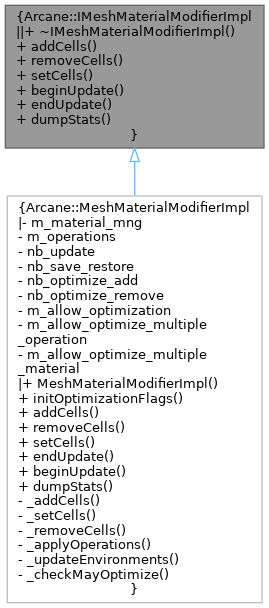 {Arcane::IMeshMaterialModifierImpl
||+ ~IMeshMaterialModifierImpl()
+ addCells()
+ removeCells()
+ setCells()
+ beginUpdate()
+ endUpdate()
+ dumpStats()
}
{Arcane::MeshMaterialModifierImpl
|- m_material_mng
- m_operations
- nb_update
- nb_save_restore
- nb_optimize_add
- nb_optimize_remove
- m_allow_optimization
- m_allow_optimize_multiple
_operation
- m_allow_optimize_multiple
_material
|+ MeshMaterialModifierImpl()
+ initOptimizationFlags()
+ addCells()
+ removeCells()
+ setCells()
+ endUpdate()
+ beginUpdate()
+ dumpStats()
- _addCells()
- _setCells()
- _removeCells()
- _applyOperations()
- _updateEnvironments()
- _checkMayOptimize()
}